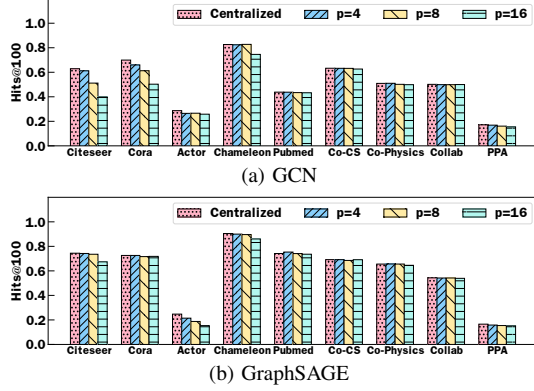 Centralized p=4 p=8 p=16
Hits@100
1.0
0.8
0.6
0.4
0.2
0.0
Citeseer Cora Actor Chameleon Pubmed Co-CS Co-Physics Collab PPA
(a) GCN
Centralized p=4 p=8 p=16
Hits@100
1.0
0.8
0.6
0.4
0.2
0.0
Citeseer Cora Actor Chameleon Pubmed Co-CS Co-Physics Collab PPA
(b) GraphSAGE